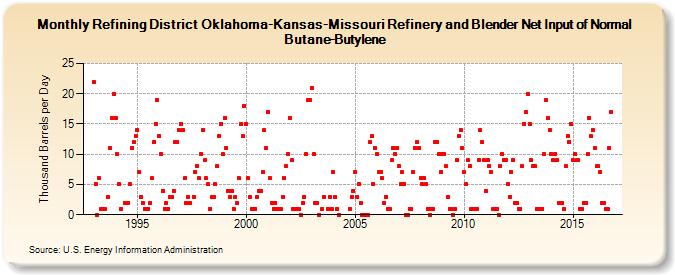 Monthly Refining District Oklahoma-Kansas-Missouri Refinery and Blender Net Input of Normal
Butane-Butylene
Thousand Barrels per Day
25
20
15
10
5
0
1995
2000
2005
2010
2015
Source: U.S. Energy Information Administration